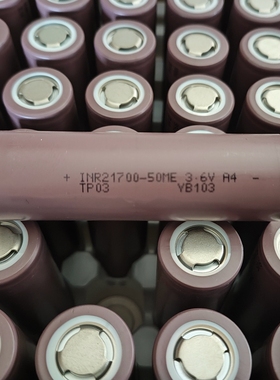 + INR21700-50ME 3.6V A4 -
TP03 YB103